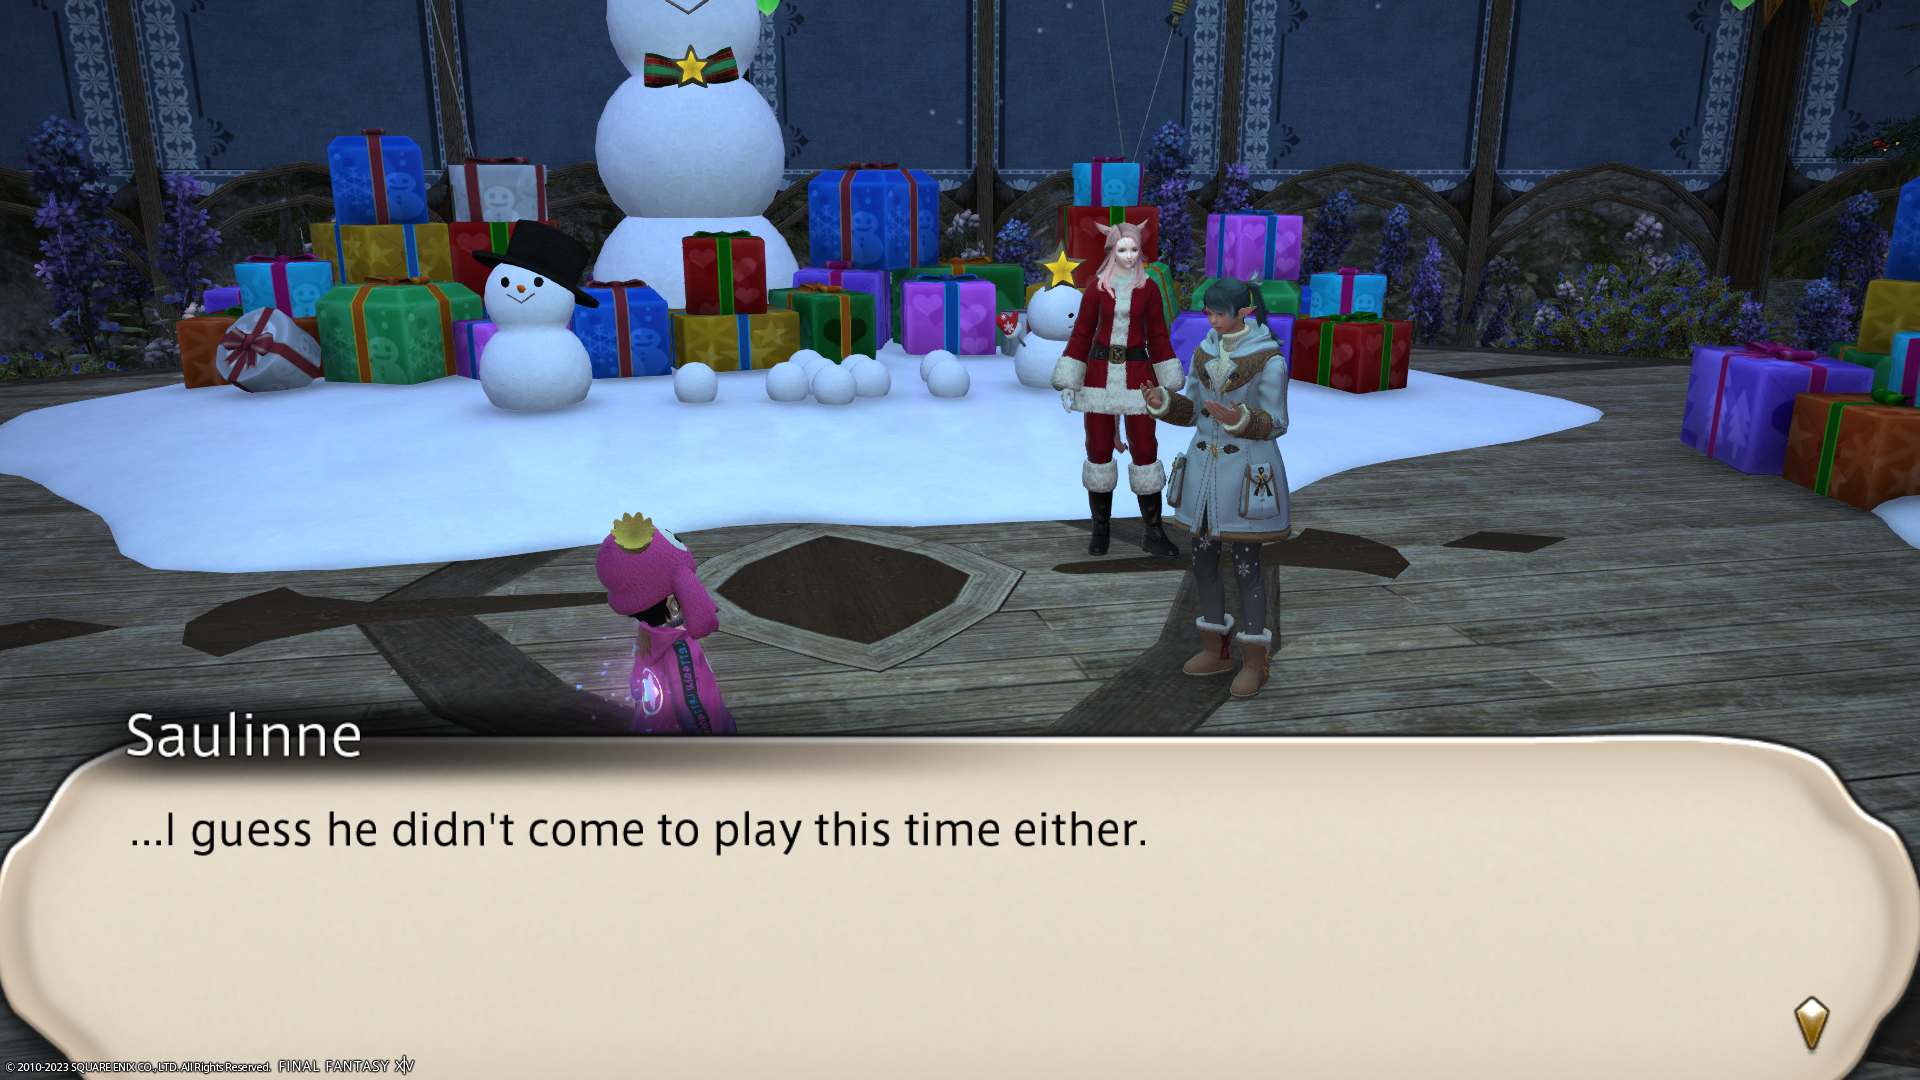 Saulinne
...I guess he didn't come to play this time either.
© 2010-2023 SQUARE ENIX CO., LTD. All Rights Reserved. FINAL FANTASY XIV